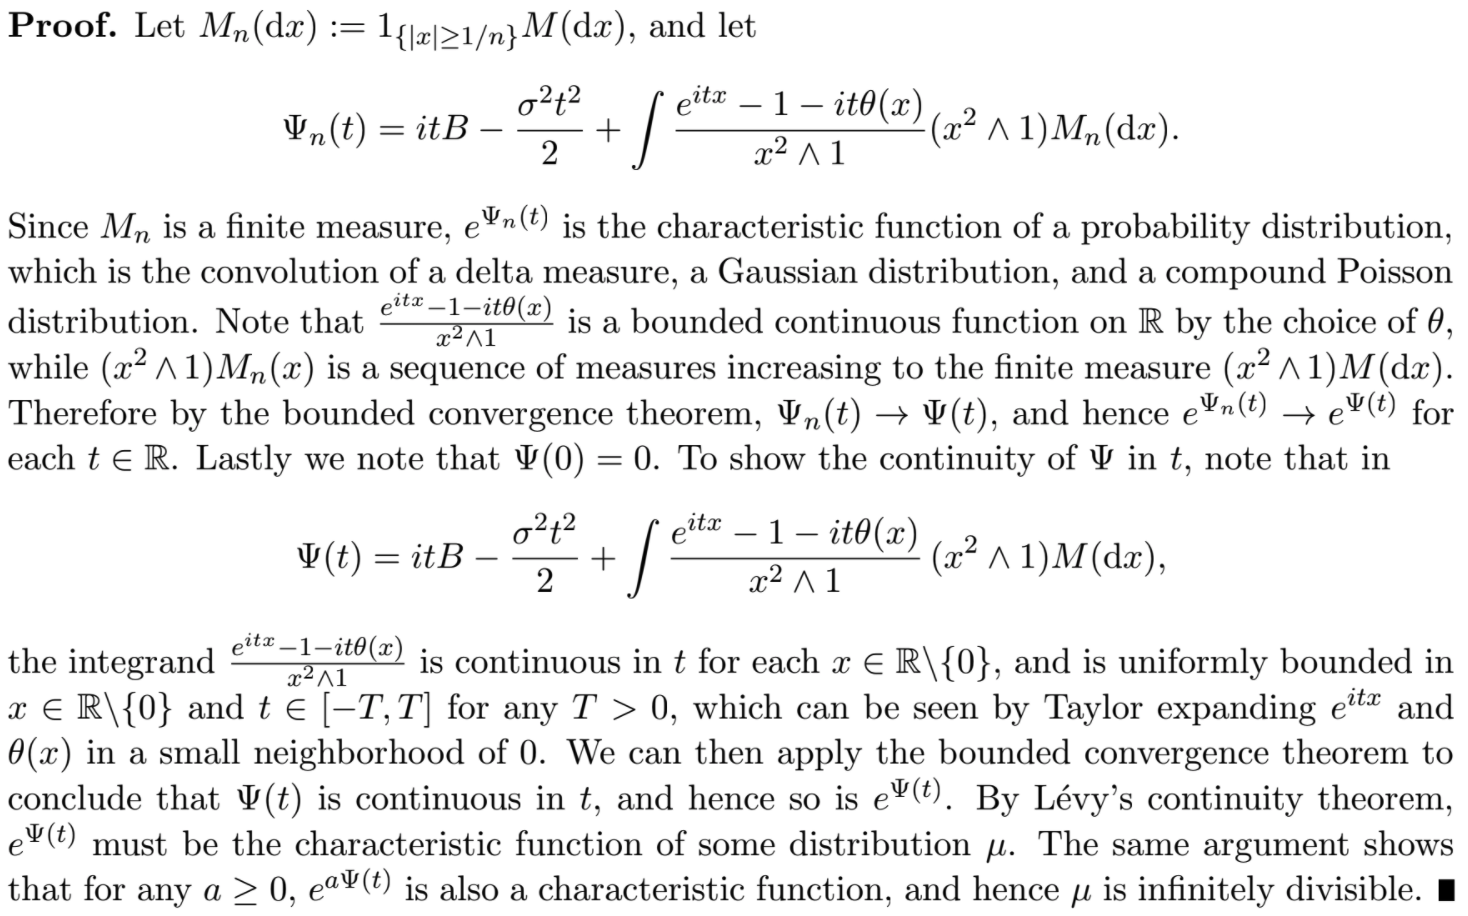 Proof. Let $M_n(\mathrm{d}x) := 1_{\{|x|\geq 1/n\}} M(\mathrm{d}x)$, and let
$$\Psi_n(t) = itB - \frac{\sigma^2 t^2}{2} + \int \frac{e^{itx} - 1 - it\theta(x)}{x^2 \wedge 1} (x^2 \wedge 1) M_n(\mathrm{d}x).$$
Since $M_n$ is a finite measure, $e^{\Psi_n(t)}$ is the characteristic function of a probability distribution,
which is the convolution of a delta measure, a Gaussian distribution, and a compound Poisson
distribution. Note that $\frac{e^{itx}-1-it\theta(x)}{x^2 \wedge 1}$ is a bounded continuous function on $\mathbb{R}$ by the choice of $\theta$,
while $(x^2 \wedge 1)M_n(x)$ is a sequence of measures increasing to the finite measure $(x^2 \wedge 1)M(\mathrm{d}x)$.
Therefore by the bounded convergence theorem, $\Psi_n(t) \to \Psi(t)$, and hence $e^{\Psi_n(t)} \to e^{\Psi(t)}$ for
each $t \in \mathbb{R}$. Lastly we note that $\Psi(0) = 0$. To show the continuity of $\Psi$ in $t$, note that in
$$\Psi(t) = itB - \frac{\sigma^2 t^2}{2} + \int \frac{e^{itx} - 1 - it\theta(x)}{x^2 \wedge 1} (x^2 \wedge 1) M(\mathrm{d}x),$$
the integrand $\frac{e^{itx}-1-it\theta(x)}{x^2 \wedge 1}$ is continuous in $t$ for each $x \in \mathbb{R}\backslash\{0\}$, and is uniformly bounded in
$x \in \mathbb{R}\backslash\{0\}$ and $t \in [-T, T]$ for any $T > 0$, which can be seen by Taylor expanding $e^{itx}$ and
$\theta(x)$ in a small neighborhood of 0. We can then apply the bounded convergence theorem to
conclude that $\Psi(t)$ is continuous in $t$, and hence so is $e^{\Psi(t)}$. By Lévy's continuity theorem,
$e^{\Psi(t)}$ must be the characteristic function of some distribution $\mu$. The same argument shows
that for any $a \geq 0$, $e^{a\Psi(t)}$ is also a characteristic function, and hence $\mu$ is infinitely divisible. ■